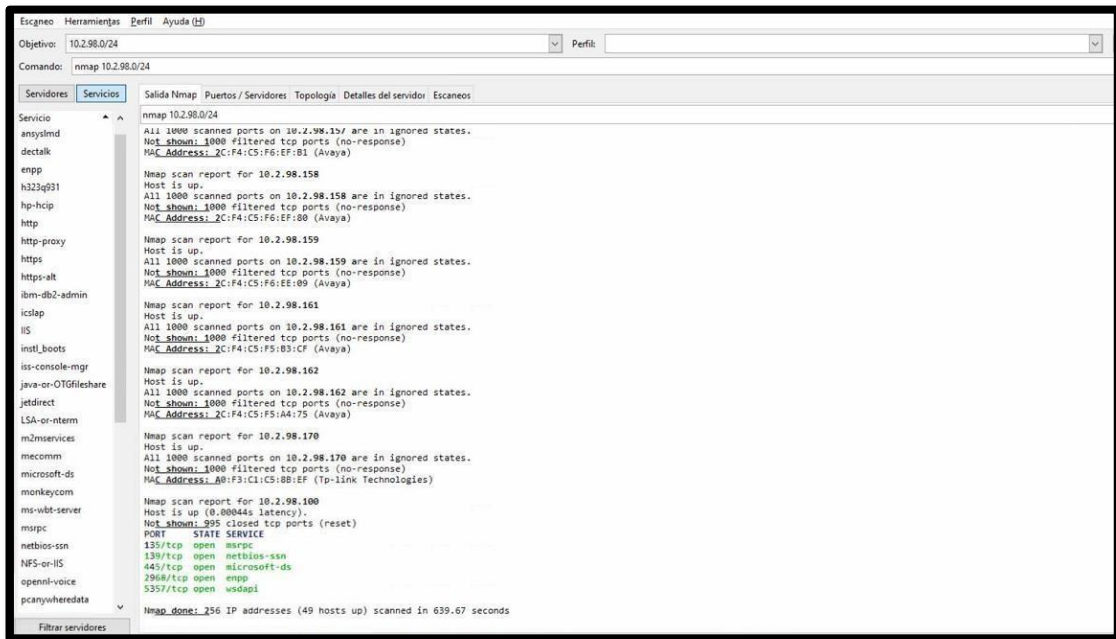 Escaneo Herramientas Perfil Ayuda (H)
Objetivo: 10.2.98.0/24 Perfil:
Comando: nmap 10.2.98.0/24
Servidores Servicios Salida Nmap Puertos / Servidores Topología Detalles del servidor Escaneos
Servicio
ansyslmd
dectalk
enpp
h323q931
hp-hcip
http
http-proxy
https
https-alt
ibm-db2-admin
icslap
IIS
instl_boots
iss-console-mgr
java-or-OTGfileshare
jetdirect
LSA-or-nterm
m2mservices
mecomm
microsoft-ds
monkeycom
ms-wbt-server
msrpc
netbios-ssn
NFS-or-IIS
opennl-voice
pcanywheredata
Filtrar servidores
nmap 10.2.98.0/24
All 1000 scanned ports on 10.2.98.157 are in ignored states.
Not shown: 1000 filtered tcp ports (no-response)
MAC Address: 2C:F4:C5:F6:EF:B1 (Avaya)
Nmap scan report for 10.2.98.158
Host is up.
All 1000 scanned ports on 10.2.98.158 are in ignored states.
Not shown: 1000 filtered tcp ports (no-response)
MAC Address: 2C:F4:C5:F6:EF:80 (Avaya)
Nmap scan report for 10.2.98.159
Host is up.
All 1000 scanned ports on 10.2.98.159 are in ignored states.
Not shown: 1000 filtered tcp ports (no-response)
MAC Address: 2C:F4:C5:F6:EE:09 (Avaya)
Nmap scan report for 10.2.98.161
Host is up.
All 1000 scanned ports on 10.2.98.161 are in ignored states.
Not shown: 1000 filtered tcp ports (no-response)
MAC Address: 2C:F4:C5:F5:B3:CF (Avaya)
Nmap scan report for 10.2.98.162
Host is up.
All 1000 scanned ports on 10.2.98.162 are in ignored states.
Not shown: 1000 filtered tcp ports (no-response)
MAC Address: 2C:F4:C5:F5:A4:75 (Avaya)
Nmap scan report for 10.2.98.170
Host is up.
All 1000 scanned ports on 10.2.98.170 are in ignored states.
Not shown: 1000 filtered tcp ports (no-response)
MAC Address: A0:F3:C1:C5:8B:EF (Tp-link Technologies)
Nmap scan report for 10.2.98.100
Host is up (0.00044s latency).
Not shown: 995 closed tcp ports (reset)
PORT STATE SERVICE
135/tcp open msrpc
139/tcp open netbios-ssn
445/tcp open microsoft-ds
2968/tcp open enpp
5357/tcp open wsdapi
Nmap done: 256 IP addresses (49 hosts up) scanned in 639.67 seconds